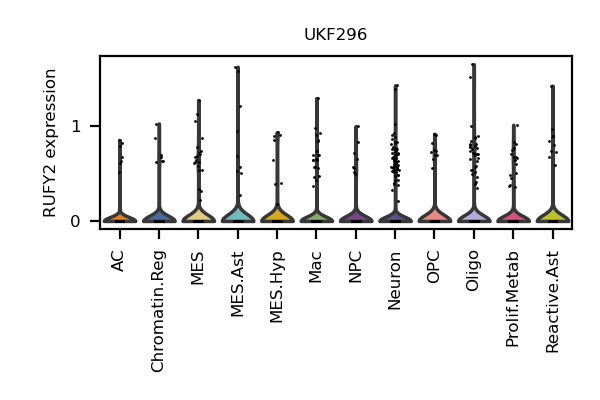 UKF296
RUFY2 expression
1
0
AC
Chromatin.Reg
MES
MES.Ast
MES.Hyp
Mac
NPC
Neuron
OPC
Oligo
Prolif.Metab
Reactive.Ast